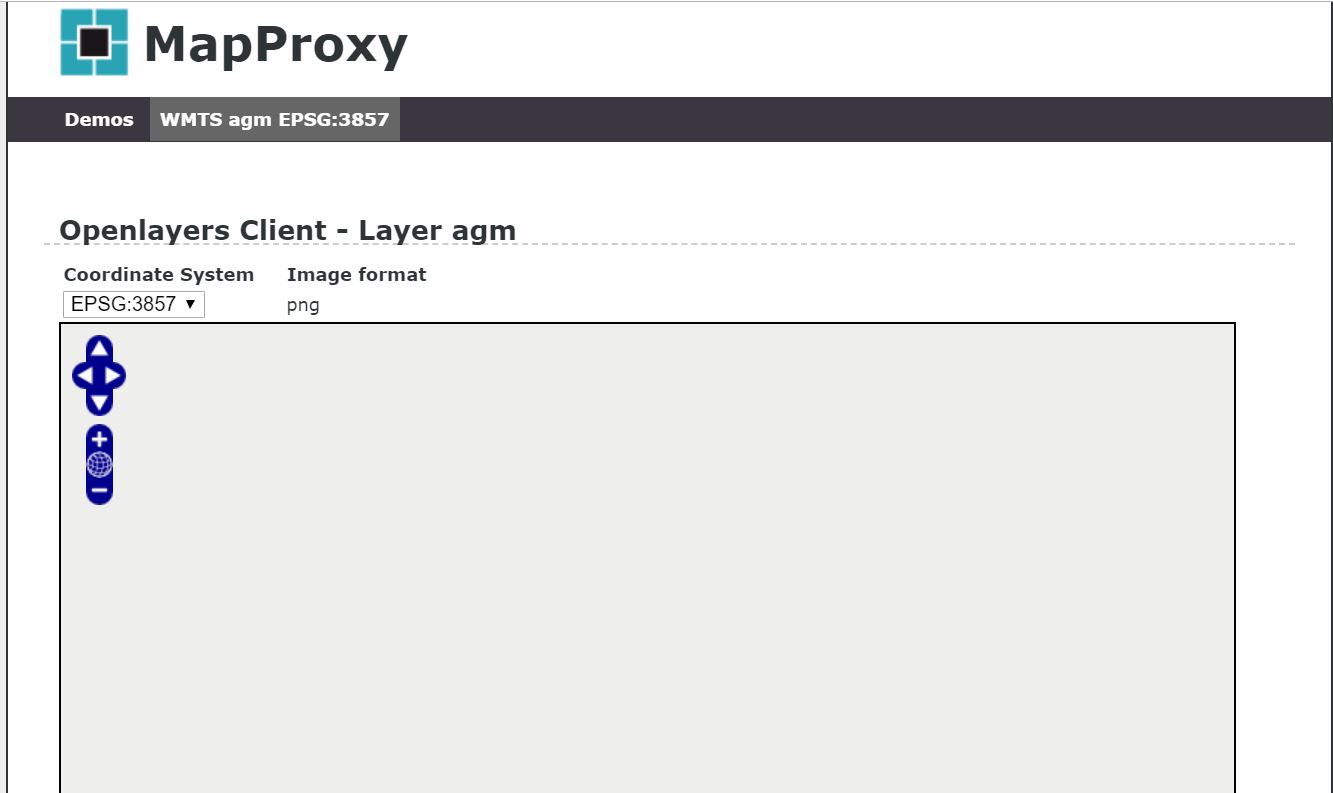 MapProxy
Demos WMTS agm EPSG:3857
Openlayers Client - Layer agm
Coordinate System Image format
EPSG:3857 png